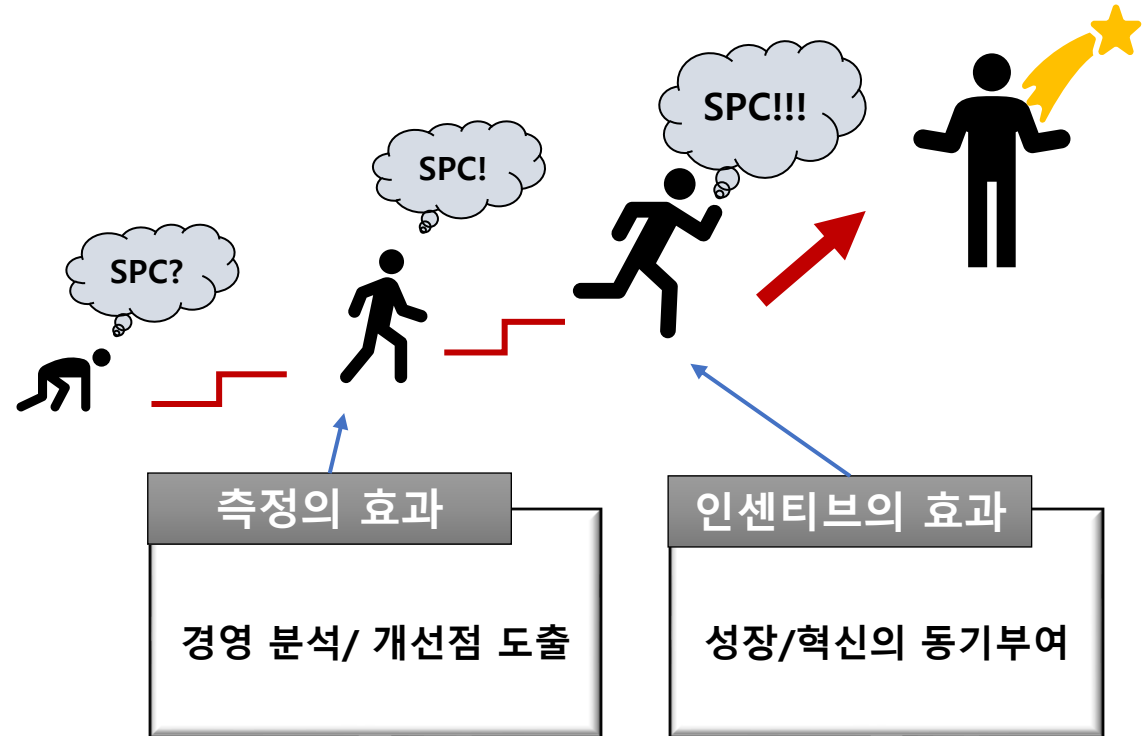 SPC?
SPC!
SPC!!!
측정의 효과
경영 분석/ 개선점 도출
인센티브의 효과
성장/혁신의 동기부여